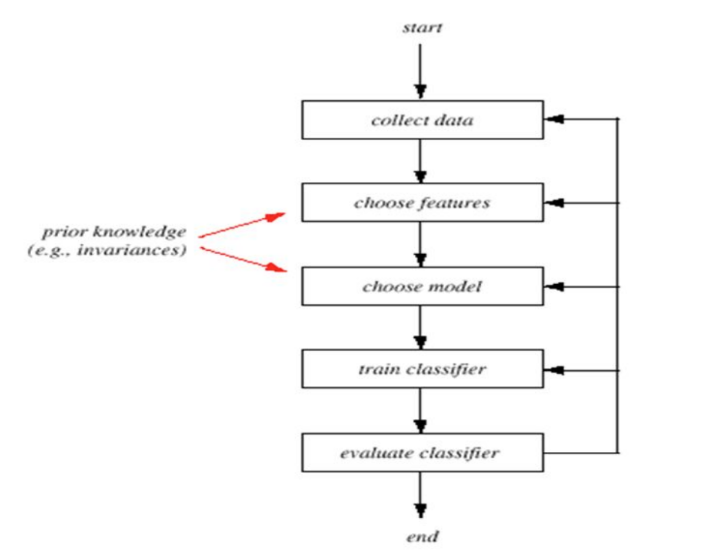 start
collect data
choose features
prior knowledge
(e.g., invariances)
choose model
train classifier
evaluate classifier
end